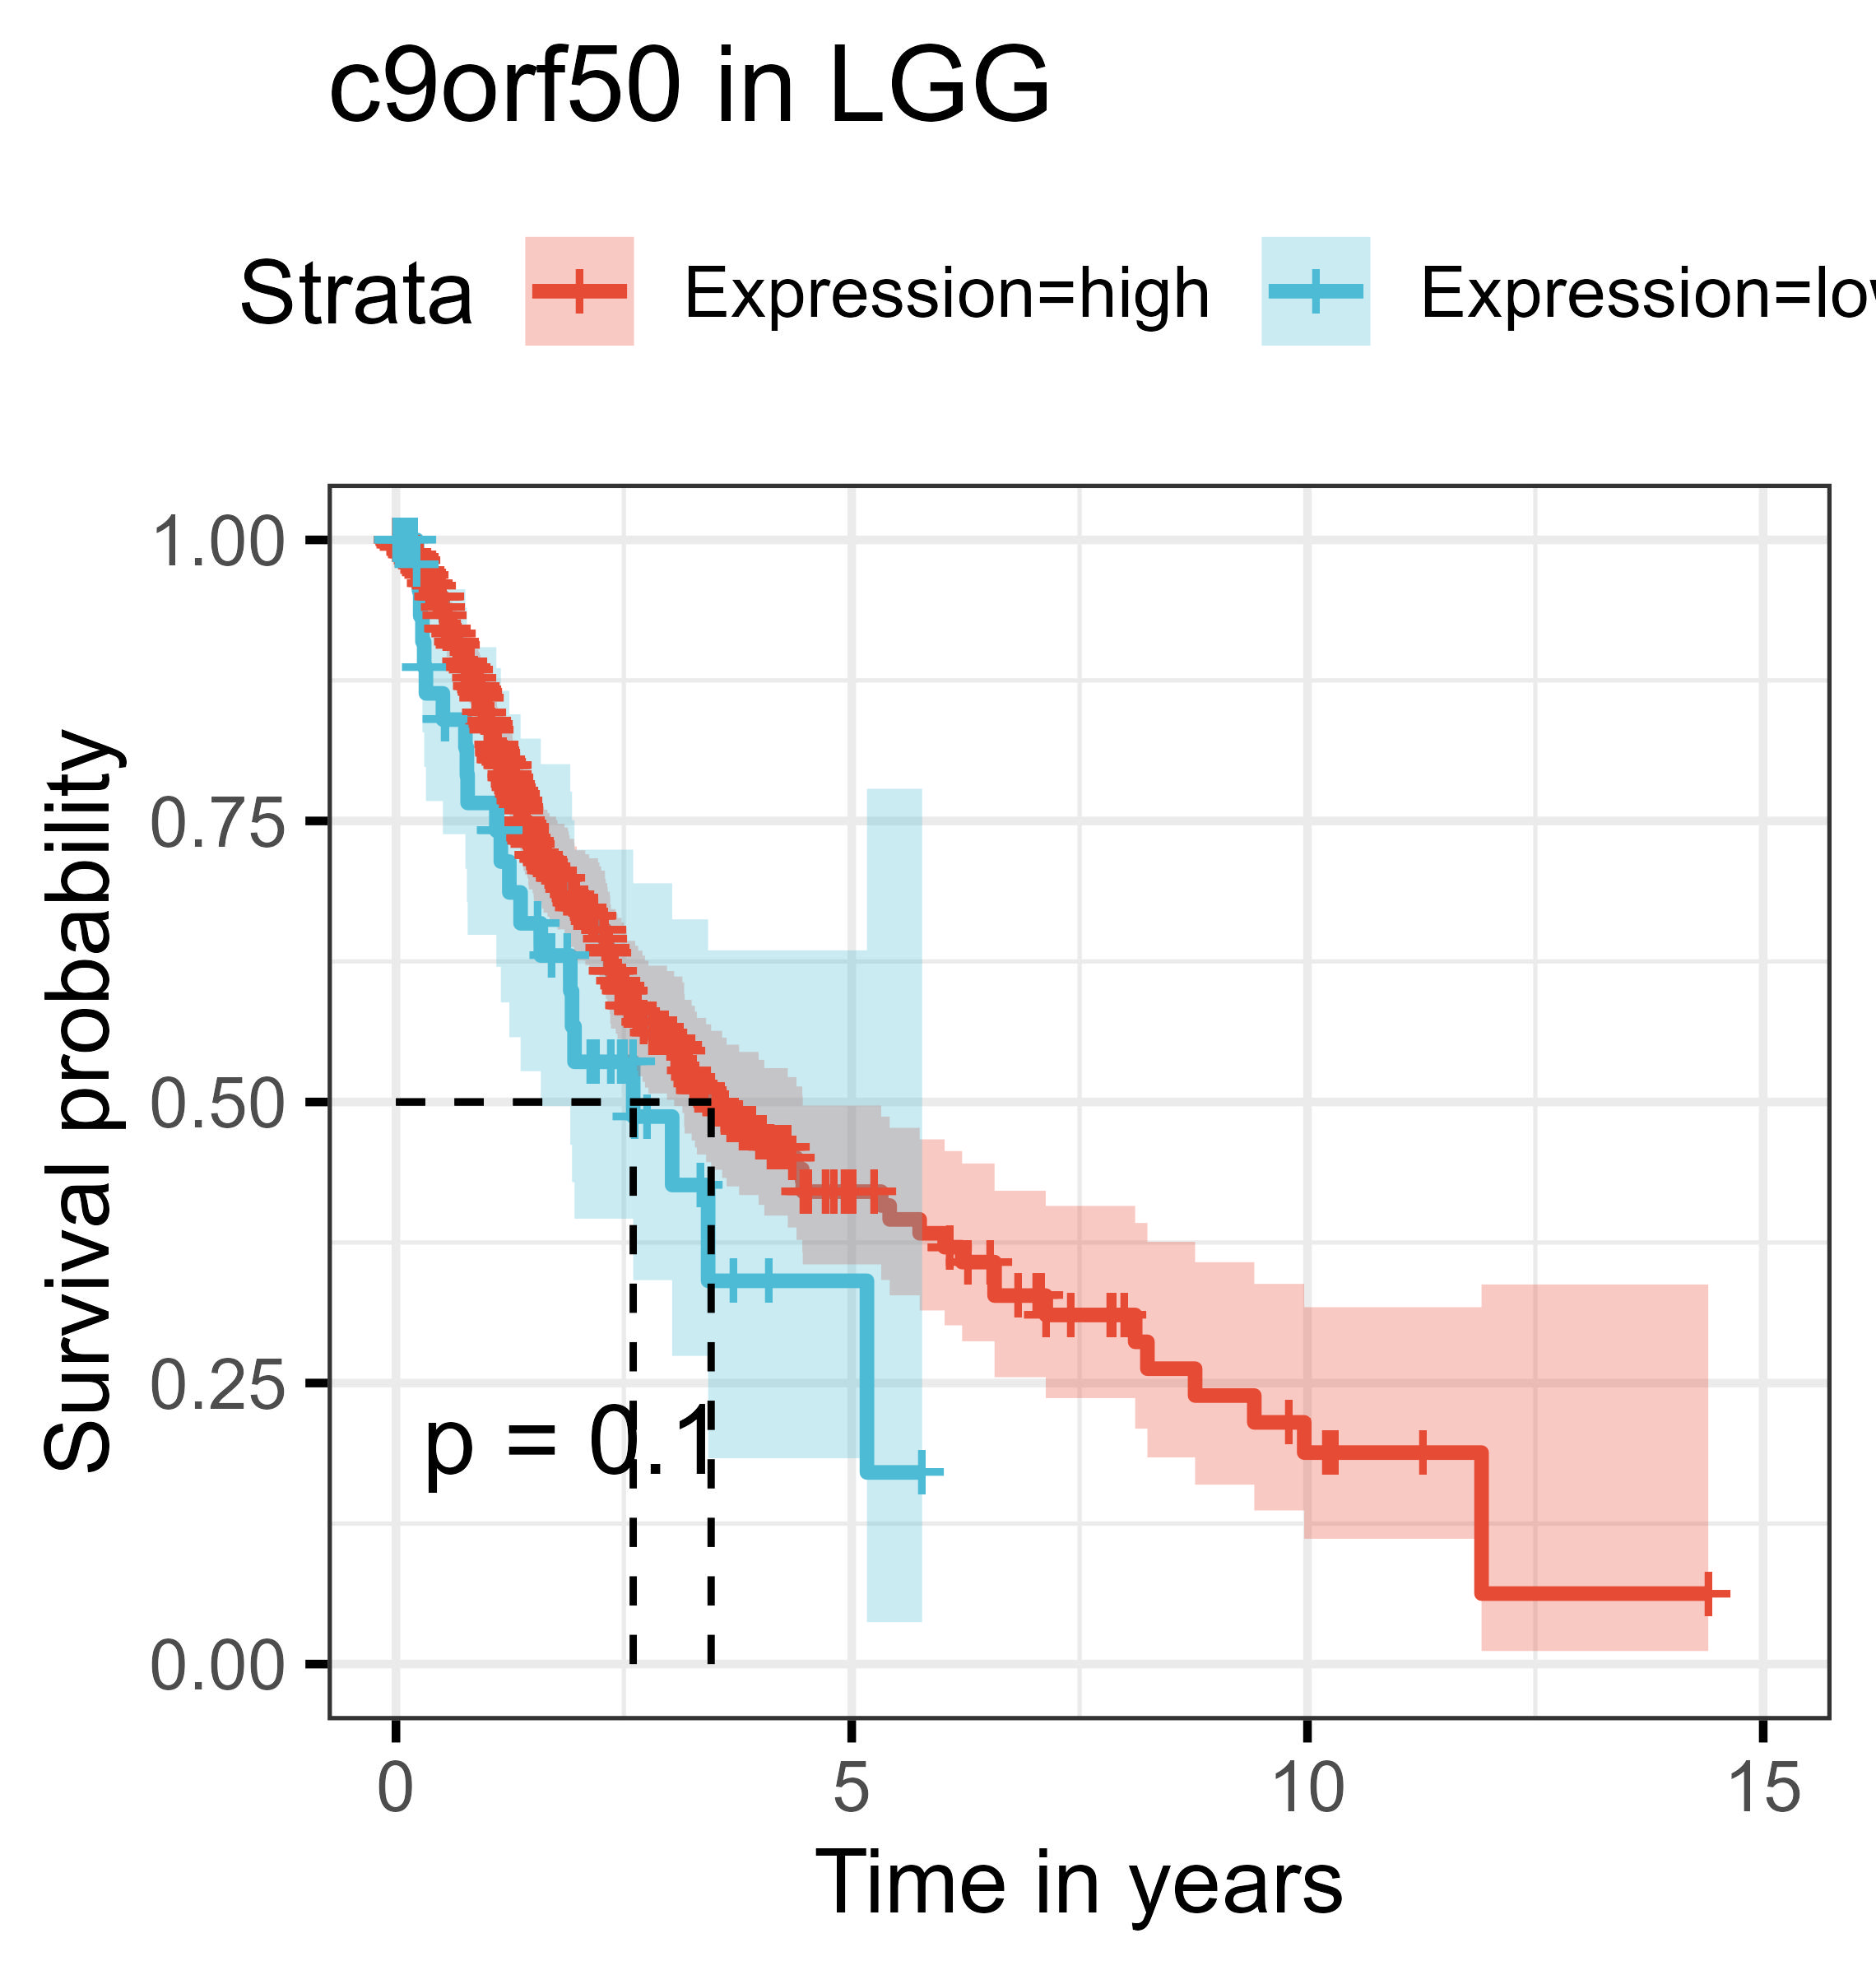 c9orf50 in LGG
Strata Expression=high Expression=lo
Survival probability
1.00
0.75
0.50
0.25
0.00
p = 0.1
0 5 10 15
Time in years